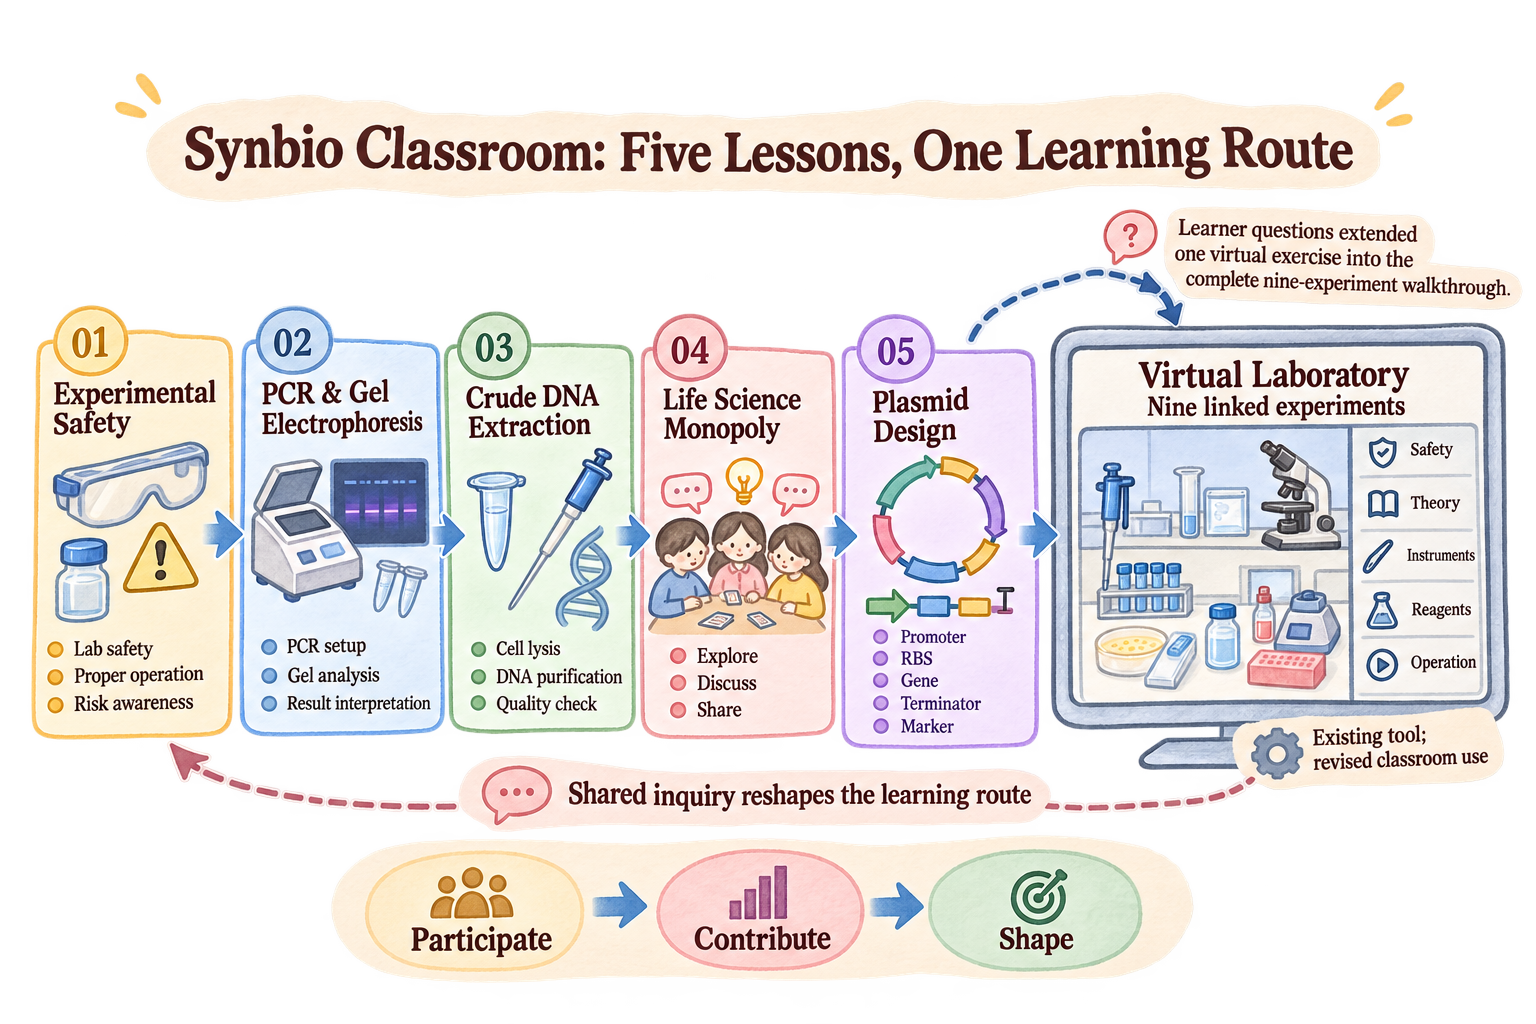 Synbio Classroom: Five Lessons, One Learning Route
?
Learner questions extended
one virtual exercise into the
complete nine-experiment walkthrough.
01
Experimental
Safety
Lab safety
Proper operation
Risk awareness
02
PCR & Gel
Electrophoresis
PCR setup
Gel analysis
Result interpretation
03
Crude DNA
Extraction
Cell lysis
DNA purification
Quality check
04
Life Science
Monopoly
Explore
Discuss
Share
05
Plasmid
Design
Promoter
RBS
Gene
Terminator
Marker
Virtual Laboratory
Nine linked experiments
Safety
Theory
Instruments
Reagents
Operation
Existing tool;
revised classroom use
Shared inquiry reshapes the learning route
Participate
Contribute
Shape